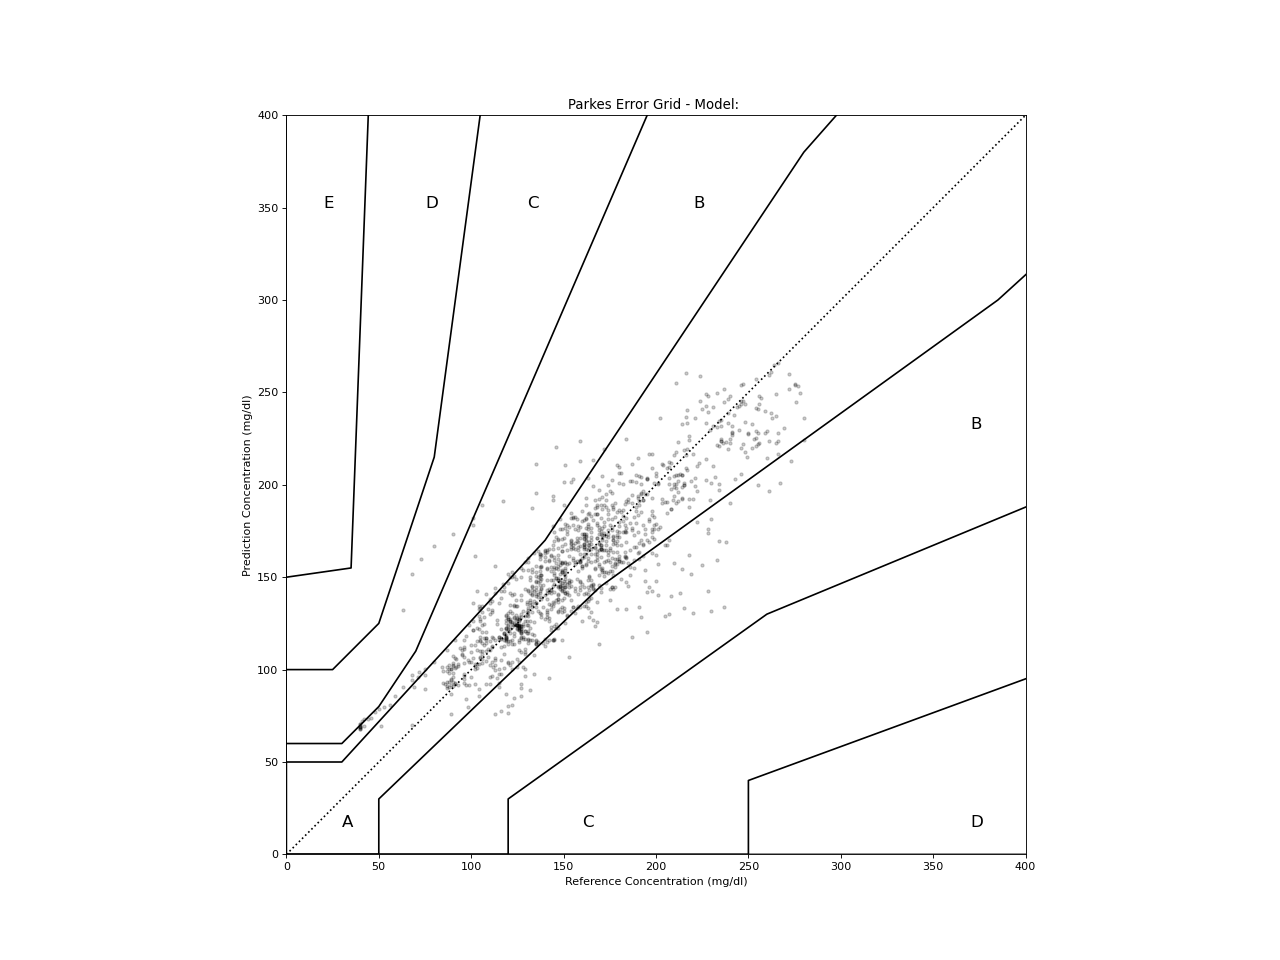 Parkes Error Grid - Model:
400
350
300
250
200
150
100
50
0
Prediction Concentration (mg/dl)
E
D
C
B
B
A
C
D
0
50
100
150
200
250
300
350
400
Reference Concentration (mg/dl)